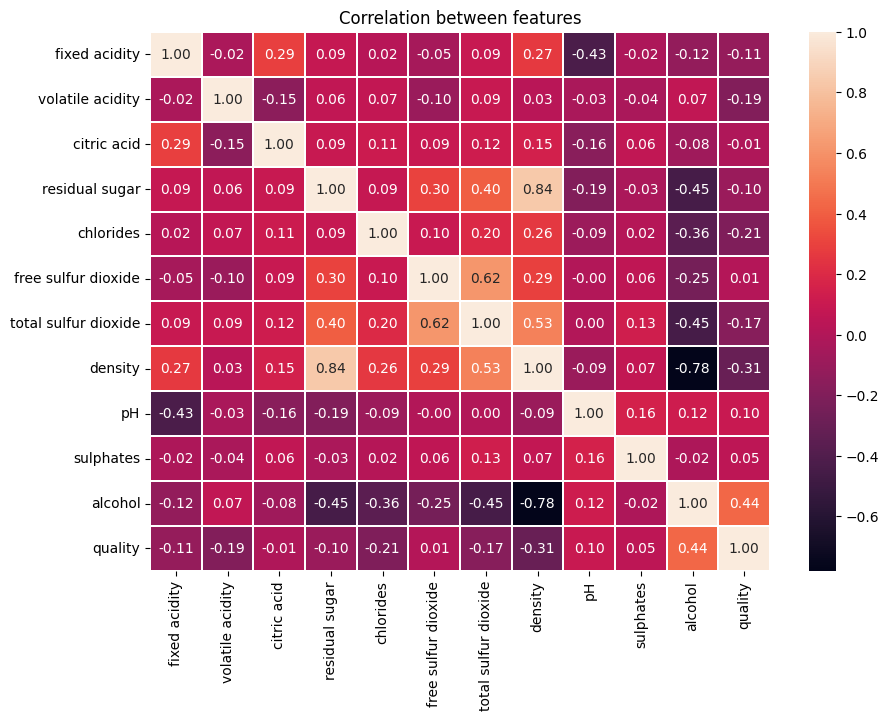 Correlation between features
fixed acidity 1.00 -0.02 0.29 0.09 0.02 -0.05 0.09 0.27 -0.43 -0.02 -0.12 -0.11
volatile acidity -0.02 1.00 -0.15 0.06 0.07 -0.10 0.09 0.03 -0.03 -0.04 0.07 -0.19
citric acid 0.29 -0.15 1.00 0.09 0.11 0.09 0.12 0.15 -0.16 0.06 -0.08 -0.01
residual sugar 0.09 0.06 0.09 1.00 0.09 0.30 0.40 0.84 -0.19 -0.03 -0.45 -0.10
chlorides 0.02 0.07 0.11 0.09 1.00 0.10 0.20 0.26 -0.09 0.02 -0.36 -0.21
free sulfur dioxide -0.05 -0.10 0.09 0.30 0.10 1.00 0.62 0.29 -0.00 0.06 -0.25 0.01
total sulfur dioxide 0.09 0.09 0.12 0.40 0.20 0.62 1.00 0.53 0.00 0.13 -0.45 -0.17
density 0.27 0.03 0.15 0.84 0.26 0.29 0.53 1.00 -0.09 0.07 -0.78 -0.31
pH -0.43 -0.03 -0.16 -0.19 -0.09 -0.00 0.00 -0.09 1.00 0.16 0.12 0.10
sulphates -0.02 -0.04 0.06 -0.03 0.02 0.06 0.13 0.07 0.16 1.00 -0.02 0.05
alcohol -0.12 0.07 -0.08 -0.45 -0.36 -0.25 -0.45 -0.78 0.12 -0.02 1.00 0.44
quality -0.11 -0.19 -0.01 -0.10 -0.21 0.01 -0.17 -0.31 0.10 0.05 0.44 1.00
fixed acidity
volatile acidity
citric acid
residual sugar
chlorides
free sulfur dioxide
total sulfur dioxide
density
pH
sulphates
alcohol
quality
1.0
0.8
0.6
0.4
0.2
0.0
−0.2
−0.4
−0.6